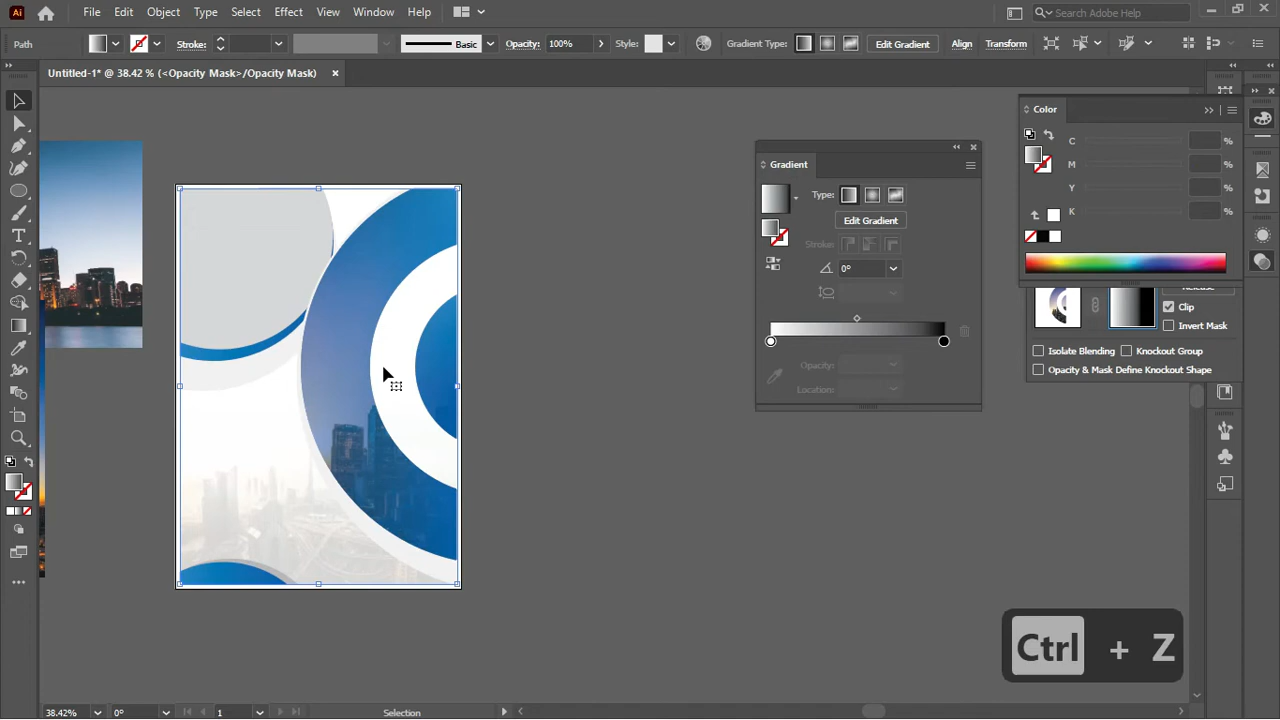 Ai File Edit Object Type Select Effect View Window Help Search Adobe Help
Path Stroke: Basic Opacity: 100% Style: Gradient Type: Edit Gradient Align Transform
Untitled-1* @ 38.42 % (<Opacity Mask>/Opacity Mask) ×
Color
C %
M %
Y %
K %
Gradient
Type:
Edit Gradient
Stroke:
0°
Opacity:
Location:
Clip
Invert Mask
Isolate Blending Knockout Group
Opacity & Mask Define Knockout Shape
Ctrl + Z
38.42% 0° 1 Selection